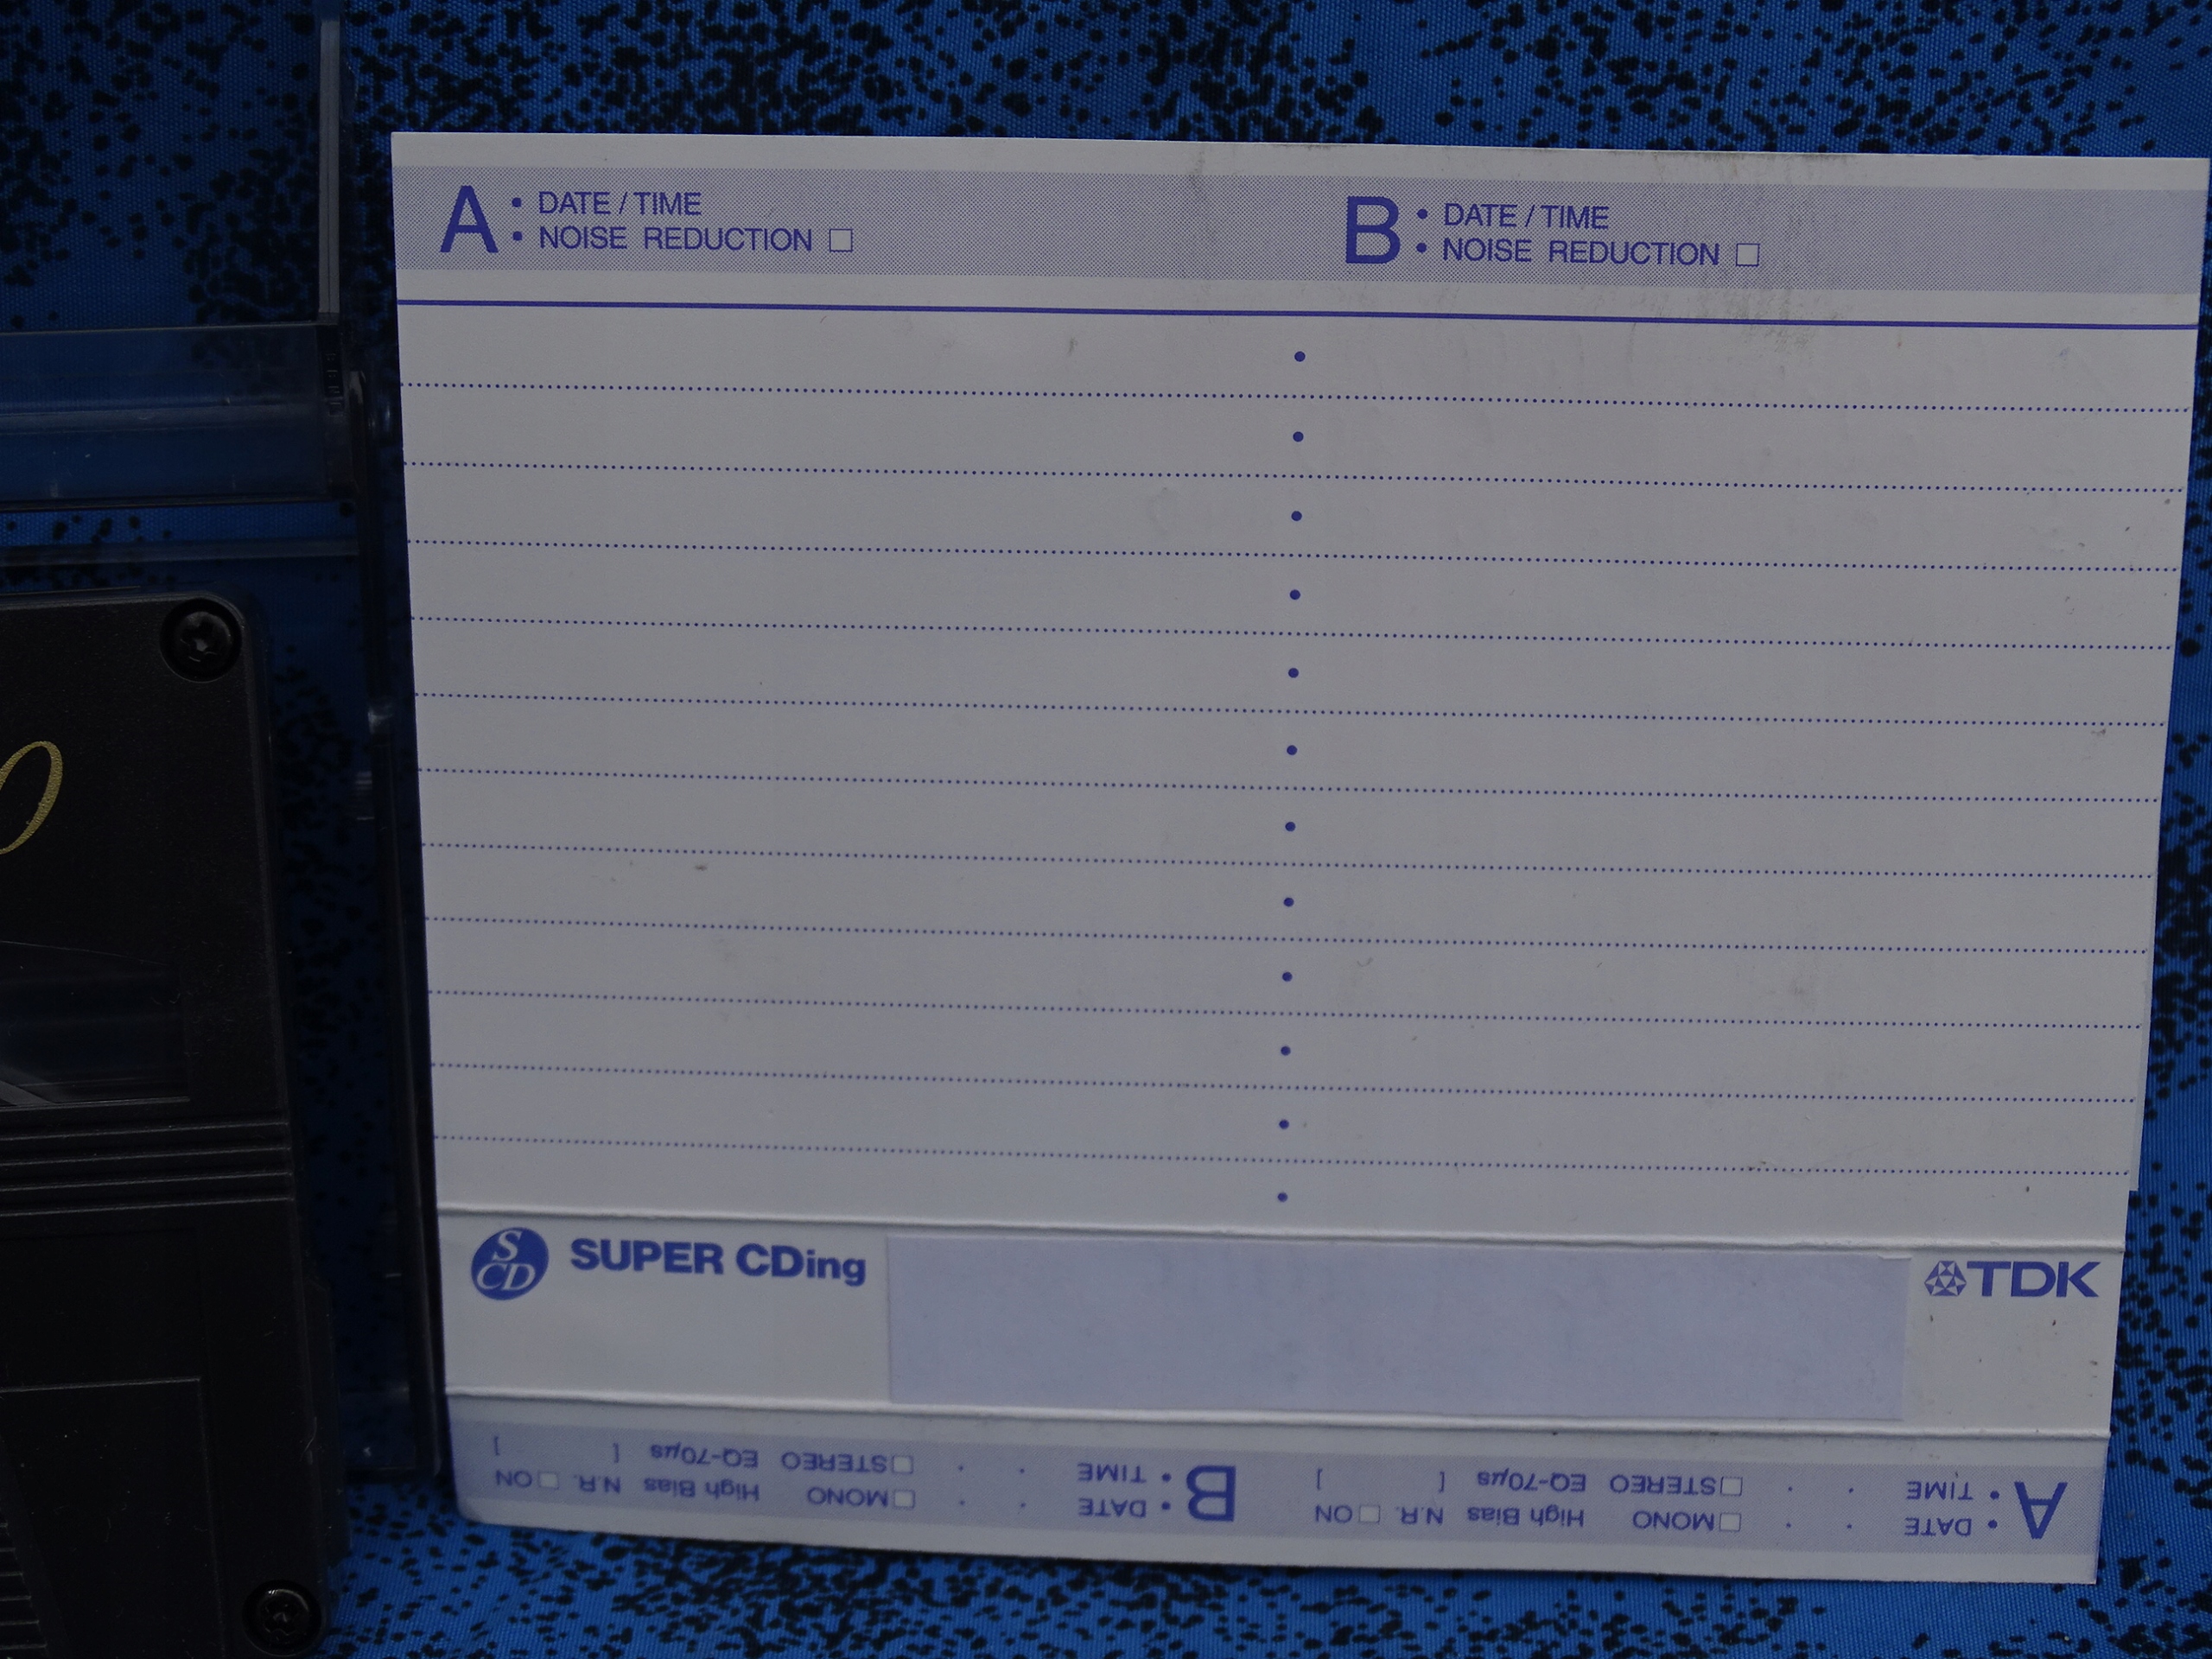 A • DATE / TIME
• NOISE REDUCTION
B • DATE / TIME
• NOISE REDUCTION
S CD SUPER CDing
TDK
A • DATE . . MONO High Bias N.R. ON
• TIME . . STEREO EQ-70μs [ ]
B • DATE . . MONO High Bias N.R. ON
• TIME . . STEREO EQ-70μs [ ]